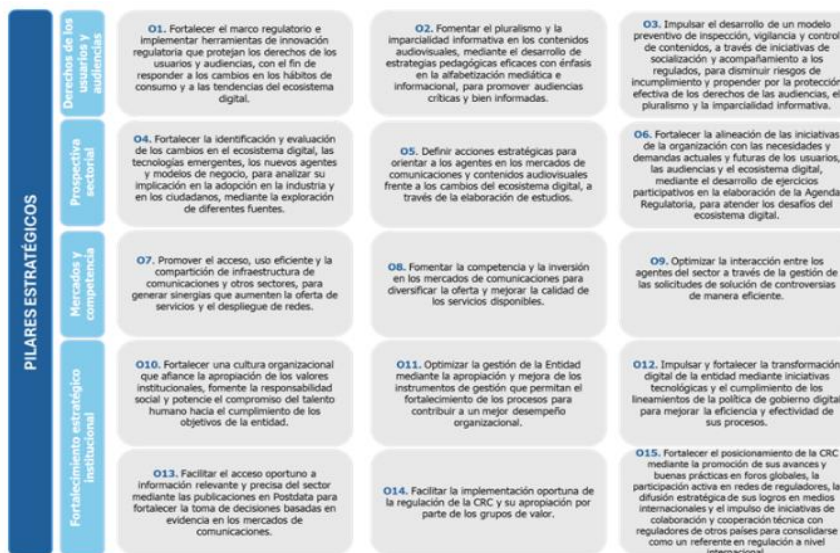 PILARES ESTRATÉGICOS
Derechos de los
usuarios y
audiencias
O1. Fortalecer el marco regulatorio e
implementar herramientas de innovación
regulatoria que protejan los derechos de los
usuarios y audiencias, con el fin de
responder a los cambios en los hábitos de
consumo y a las tendencias del ecosistema
digital.
O2. Fomentar el pluralismo y la
imparcialidad informativa en los contenidos
audiovisuales, mediante el desarrollo de
estrategias pedagógicas eficaces con énfasis
en la alfabetización mediática e
informacional, para promover audiencias
críticas y bien informadas.
O3. Impulsar el desarrollo de un modelo
preventivo de inspección, vigilancia y control
de contenidos, a través de iniciativas de
socialización y acompañamiento a los
regulados, para disminuir riesgos de
incumplimiento y propender por la protección
efectiva de los derechos de las audiencias, el
pluralismo y la imparcialidad informativa.
Prospectiva
sectorial
O4. Fortalecer la identificación y evaluación
de los cambios en el ecosistema digital, las
tecnologías emergentes, los nuevos agentes
y modelos de negocio, para analizar su
implicación en la adopción en la industria y
en los ciudadanos, mediante la exploración
de diferentes fuentes.
O5. Definir acciones estratégicas para
orientar a los agentes en los mercados de
comunicaciones y contenidos audiovisuales
frente a los cambios del ecosistema digital, a
través de la elaboración de estudios.
O6. Fortalecer la alineación de las iniciativas
de la organización con las necesidades y
demandas actuales y futuras de los usuarios,
las audiencias y el ecosistema digital,
mediante el desarrollo de ejercicios
participativos en la elaboración de la Agenda
Regulatoria, para atender los desafíos del
ecosistema digital.
Mercados y
competencia
O7. Promover el acceso, uso eficiente y la
compartición de infraestructura de
comunicaciones y otros sectores, para
generar sinergias que aumenten la oferta de
servicios y el despliegue de redes.
O8. Fomentar la competencia y la inversión
en los mercados de comunicaciones para
diversificar la oferta y mejorar la calidad de
los servicios disponibles.
O9. Optimizar la interacción entre los
agentes del sector a través de la gestión de
las solicitudes de solución de controversias
de manera eficiente.
Fortalecimiento estratégico
institucional
O10. Fortalecer una cultura organizacional
que afiance la apropiación de los valores
institucionales, fomente la responsabilidad
social y potencie el compromiso del talento
humano hacia el cumplimiento de los
objetivos de la entidad.
O11. Optimizar la gestión de la Entidad
mediante la apropiación y mejora de los
instrumentos de gestión que permitan el
fortalecimiento de los procesos para
contribuir a un mejor desempeño
organizacional.
O12. Impulsar y fortalecer la transformación
digital de la entidad mediante iniciativas
tecnológicas y el cumplimiento de los
lineamientos de la política de gobierno digital
para mejorar la eficiencia y efectividad de
sus procesos.
O13. Facilitar el acceso oportuno a
información relevante y precisa del sector
mediante las publicaciones en Postdata para
fortalecer la toma de decisiones basadas en
evidencia en los mercados de
comunicaciones.
O14. Facilitar la implementación oportuna de
la regulación de la CRC y su apropiación por
parte de los grupos de valor.
O15. Fortalecer el posicionamiento de la CRC
mediante la promoción de sus avances y
buenas prácticas en foros globales, la
participación activa en redes de reguladores, la
difusión estratégica de sus logros en medios
internacionales y el impulso de iniciativas de
colaboración y cooperación técnica con
reguladores de otros países para consolidarse
como un referente en regulación a nivel
internacional.